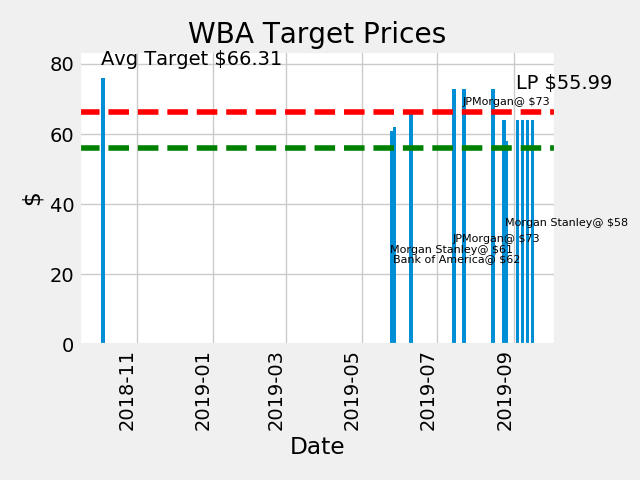 WBA Target Prices
Avg Target $66.31
LP $55.99
JPMorgan@ $73
Morgan Stanley@ $58
JPMorgan@ $73
Morgan Stanley@ $61
Bank of America@ $62
80
60
40
20
0
$
2018-11
2019-01
2019-03
2019-05
2019-07
2019-09
Date